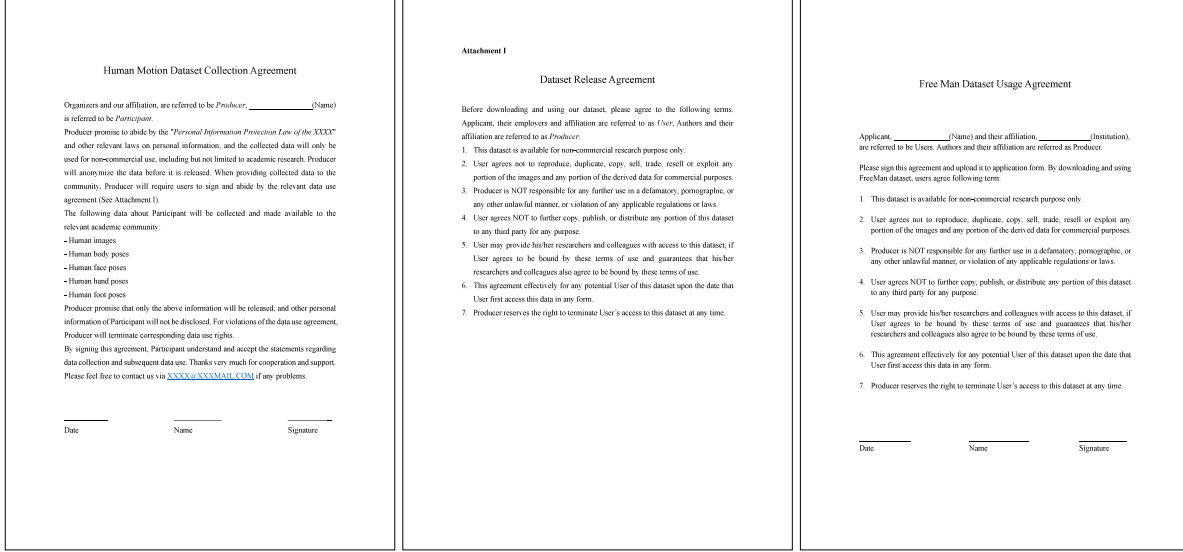 Human Motion Dataset Collection Agreement
Organizers and our affiliation, are referred to be Producer, ________________(Name)
is referred to be Participant.
Producer promise to abide by the "Personal Information Protection Law of the XXXX"
and other relevant laws on personal information, and the collected data will only be
used for non-commercial use, including but not limited to academic research. Producer
will anonymize the data before it is released. When providing collected data to the
community, Producer will require users to sign and abide by the relevant data use
agreement (See Attachment I).
The following data about Participant will be collected and made available to the
relevant academic community:
- Human images
- Human body poses
- Human face poses
- Human hand poses
- Human foot poses
Producer promise that only the above information will be released, and other personal
information of Participant will not be disclosed. For violations of the data use agreement,
Producer will terminate corresponding data use rights.
By signing this agreement, Participant understand and accept the statements regarding
data collection and subsequent data use. Thanks very much for cooperation and support.
Please feel free to contact us via XXXX@XXXMAIL.COM if any problems.
Date Name Signature
Attachment I
Dataset Release Agreement
Before downloading and using our dataset, please agree to the following terms.
Applicant, their employers and affiliation are referred to as User, Authors and their
affiliation are referred to as Producer.
1. This dataset is available for non-commercial research purpose only.
2. User agrees not to reproduce, duplicate, copy, sell, trade, resell or exploit any
portion of the images and any portion of the derived data for commercial purposes.
3. Producer is NOT responsible for any further use in a defamatory, pornographic, or
any other unlawful manner, or violation of any applicable regulations or laws.
4. User agrees NOT to further copy, publish, or distribute any portion of this dataset
to any third party for any purpose.
5. User may provide his/her researchers and colleagues with access to this dataset, if
User agrees to be bound by these terms of use and guarantees that his/her
researchers and colleagues also agree to be bound by these terms of use.
6. This agreement effectively for any potential User of this dataset upon the date that
User first access this data in any form.
7. Producer reserves the right to terminate User's access to this dataset at any time.
Free Man Dataset Usage Agreement
Applicant, ______________(Name) and their affiliation, _____________(Institution),
are referred to be Users. Authors and their affiliation are referred as Producer.
Please sign this agreement and upload it to application form. By downloading and using
FreeMan dataset, users agree following term.
1. This dataset is available for non-commercial research purpose only.
2. User agrees not to reproduce, duplicate, copy, sell, trade, resell or exploit any
portion of the images and any portion of the derived data for commercial purposes.
3. Producer is NOT responsible for any further use in a defamatory, pornographic, or
any other unlawful manner, or violation of any applicable regulations or laws.
4. User agrees NOT to further copy, publish, or distribute any portion of this dataset
to any third party for any purpose.
5. User may provide his/her researchers and colleagues with access to this dataset, if
User agrees to be bound by these terms of use and guarantees that his/her
researchers and colleagues also agree to be bound by these terms of use.
6. This agreement effectively for any potential User of this dataset upon the date that
User first access this data in any form.
7. Producer reserves the right to terminate User's access to this dataset at any time.
Date Name Signature